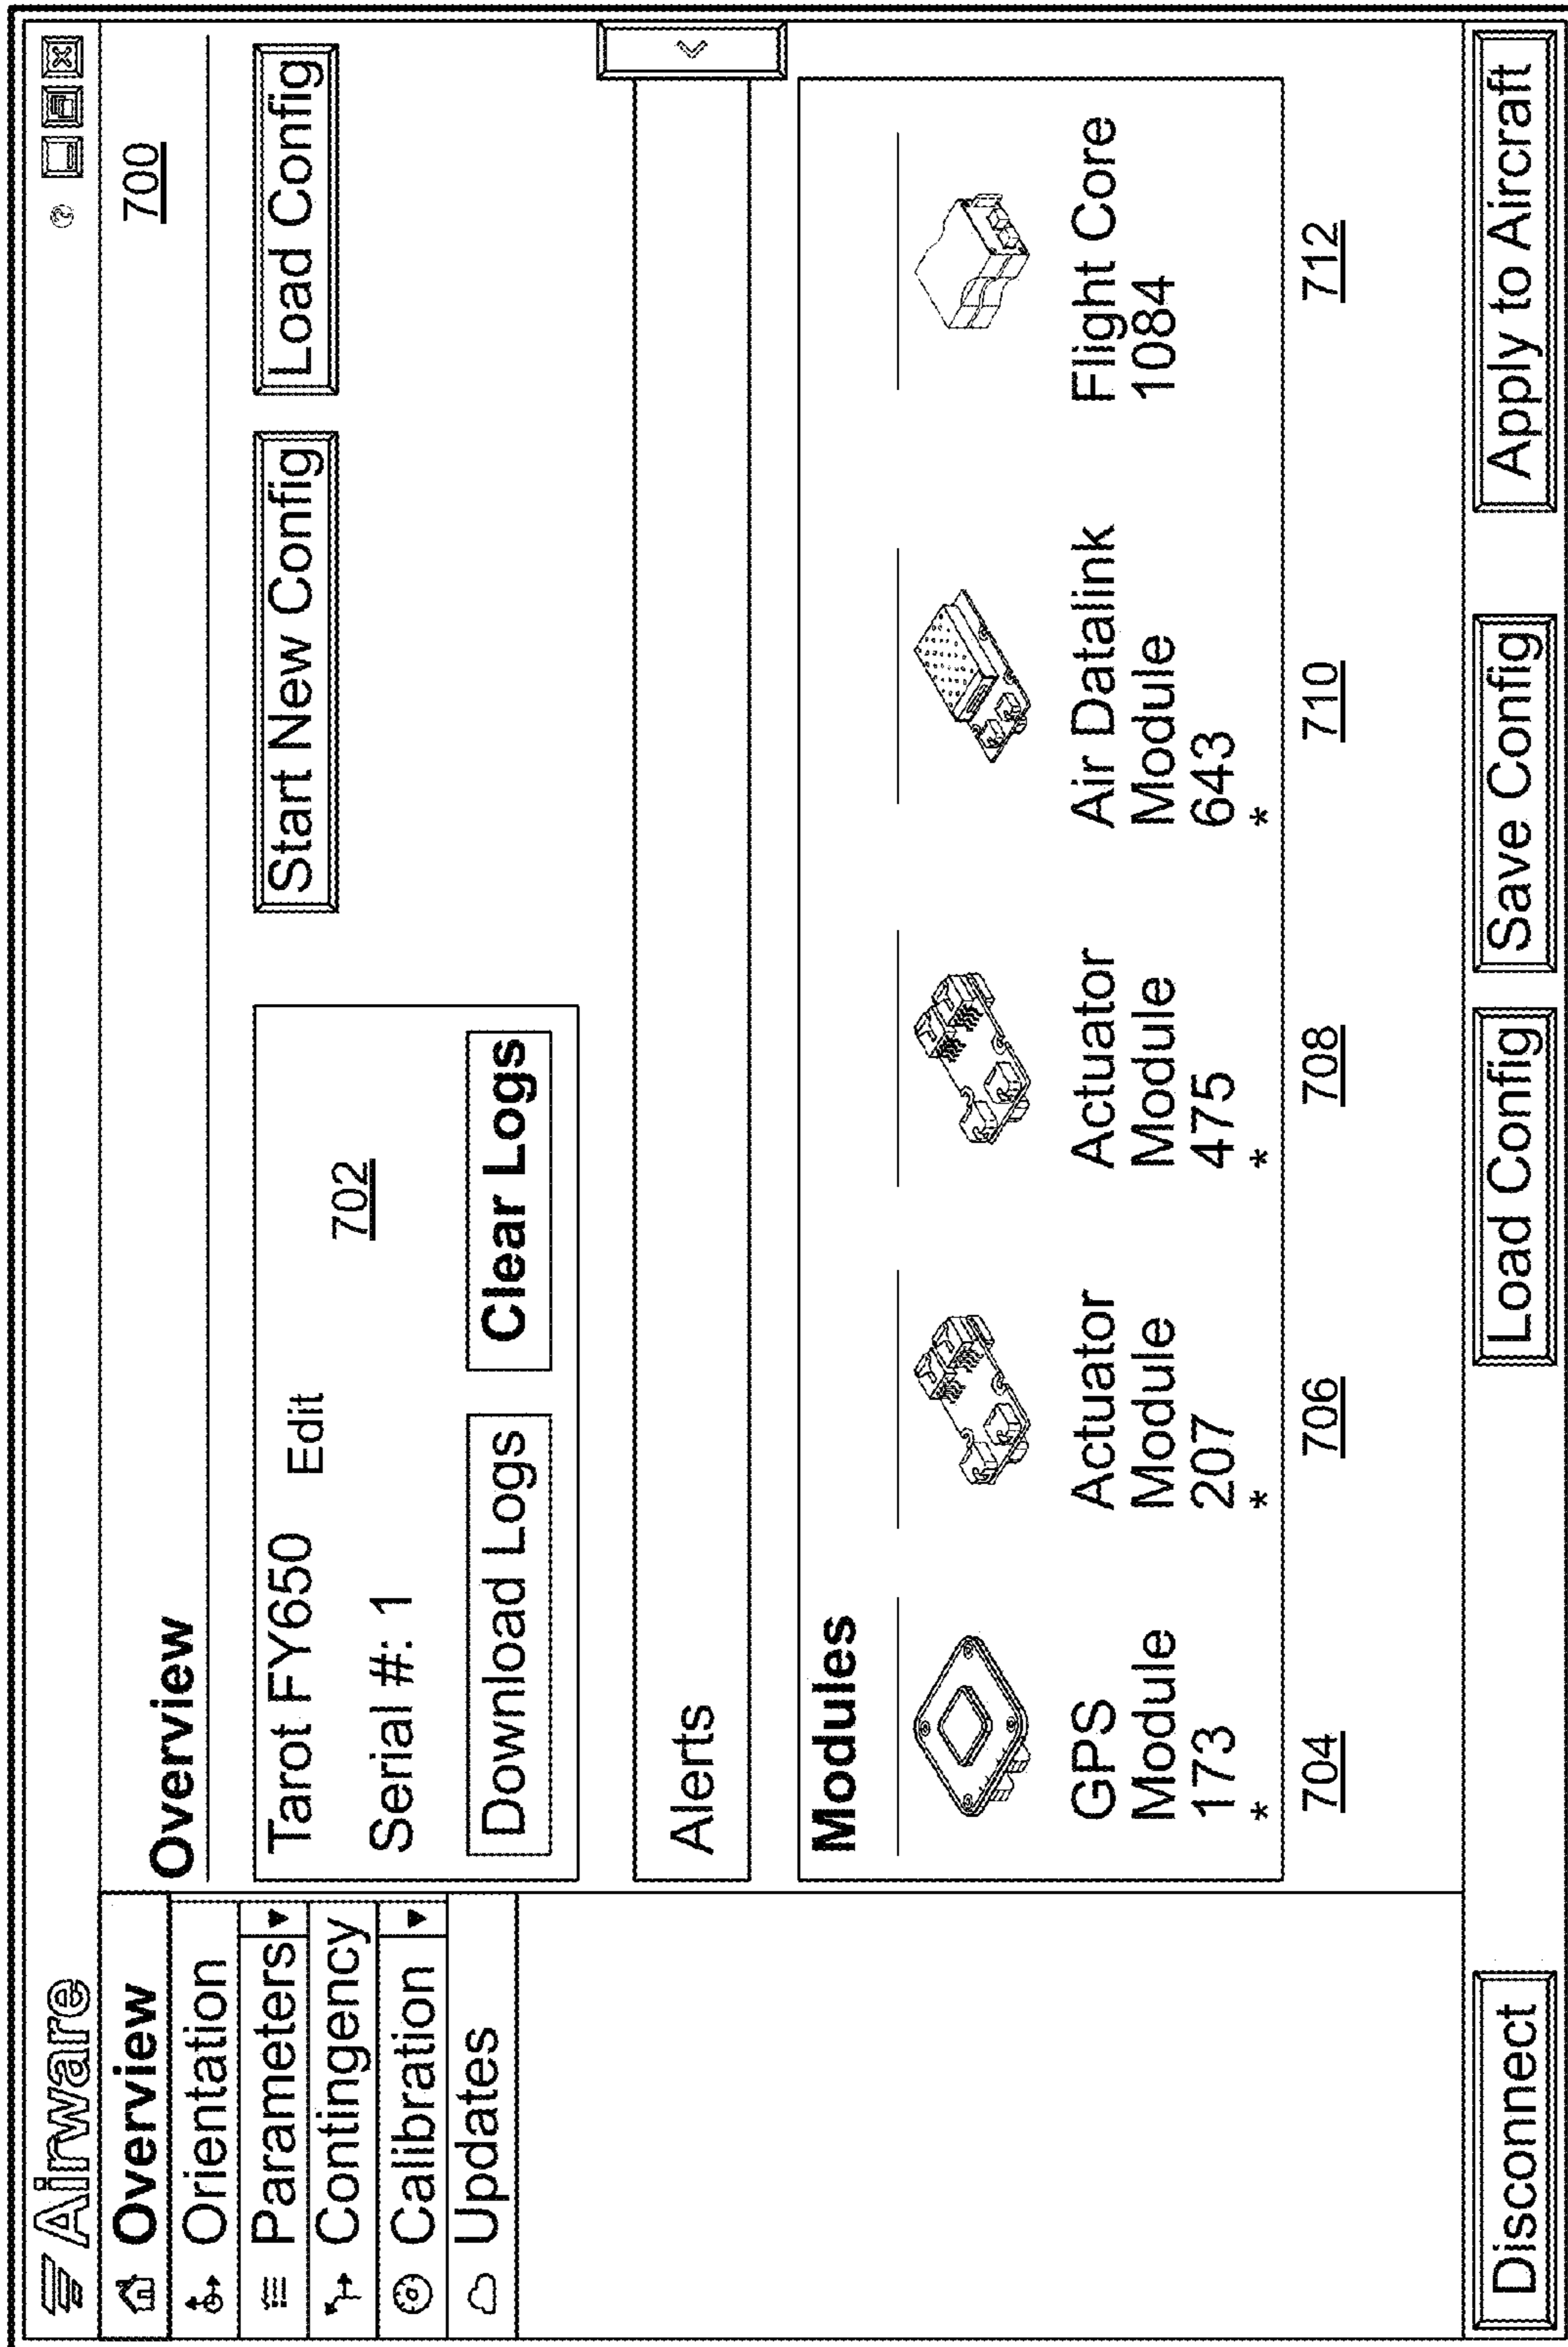 Airware
?
Overview
Orientation
Parameters
Contingency
Calibration
Updates
Overview
700
Tarot FY650 Edit
702
Serial #: 1
Download Logs
Clear Logs
Start New Config
Load Config
Alerts
Modules
GPS
Module
173
*
704
Actuator
Module
207
*
706
Actuator
Module
475
*
708
Air Datalink
Module
643
*
710
Flight Core
1084
712
Disconnect
Load Config
Save Config
Apply to Aircraft